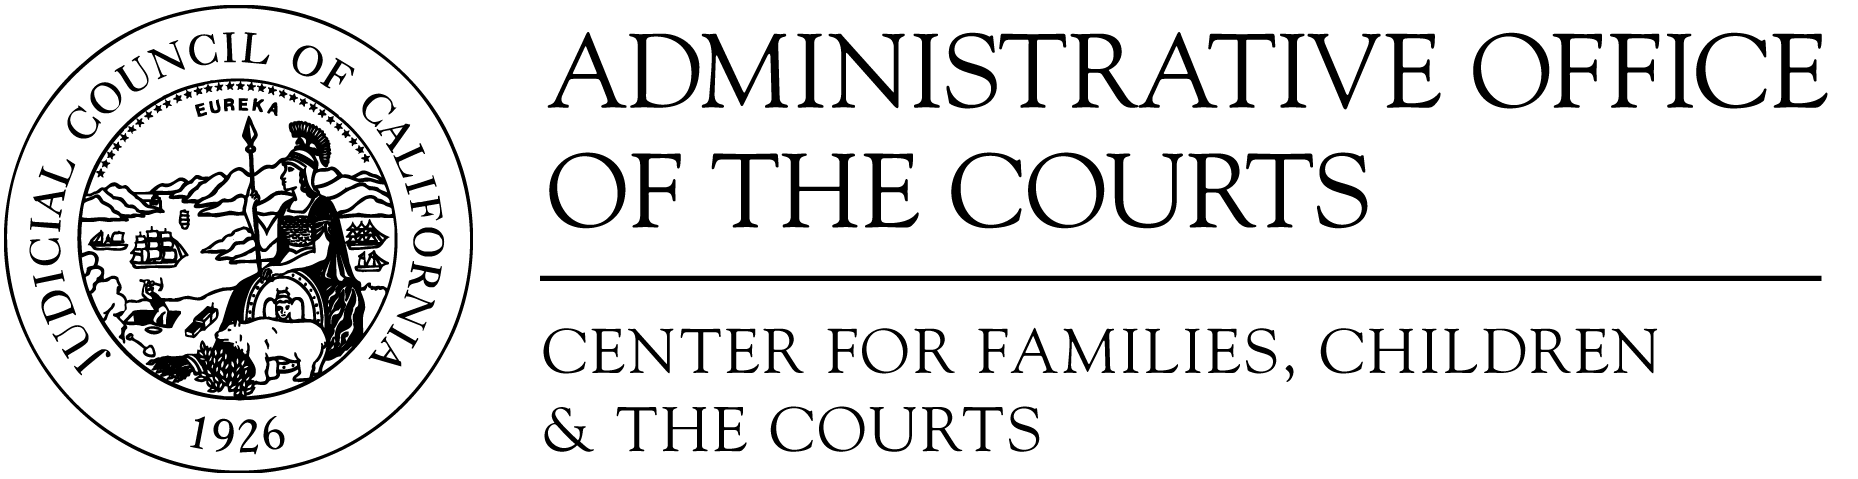 JUDICIAL COUNCIL OF CALIFORNIA
EUREKA
1926
ADMINISTRATIVE OFFICE
OF THE COURTS
CENTER FOR FAMILIES, CHILDREN
& THE COURTS